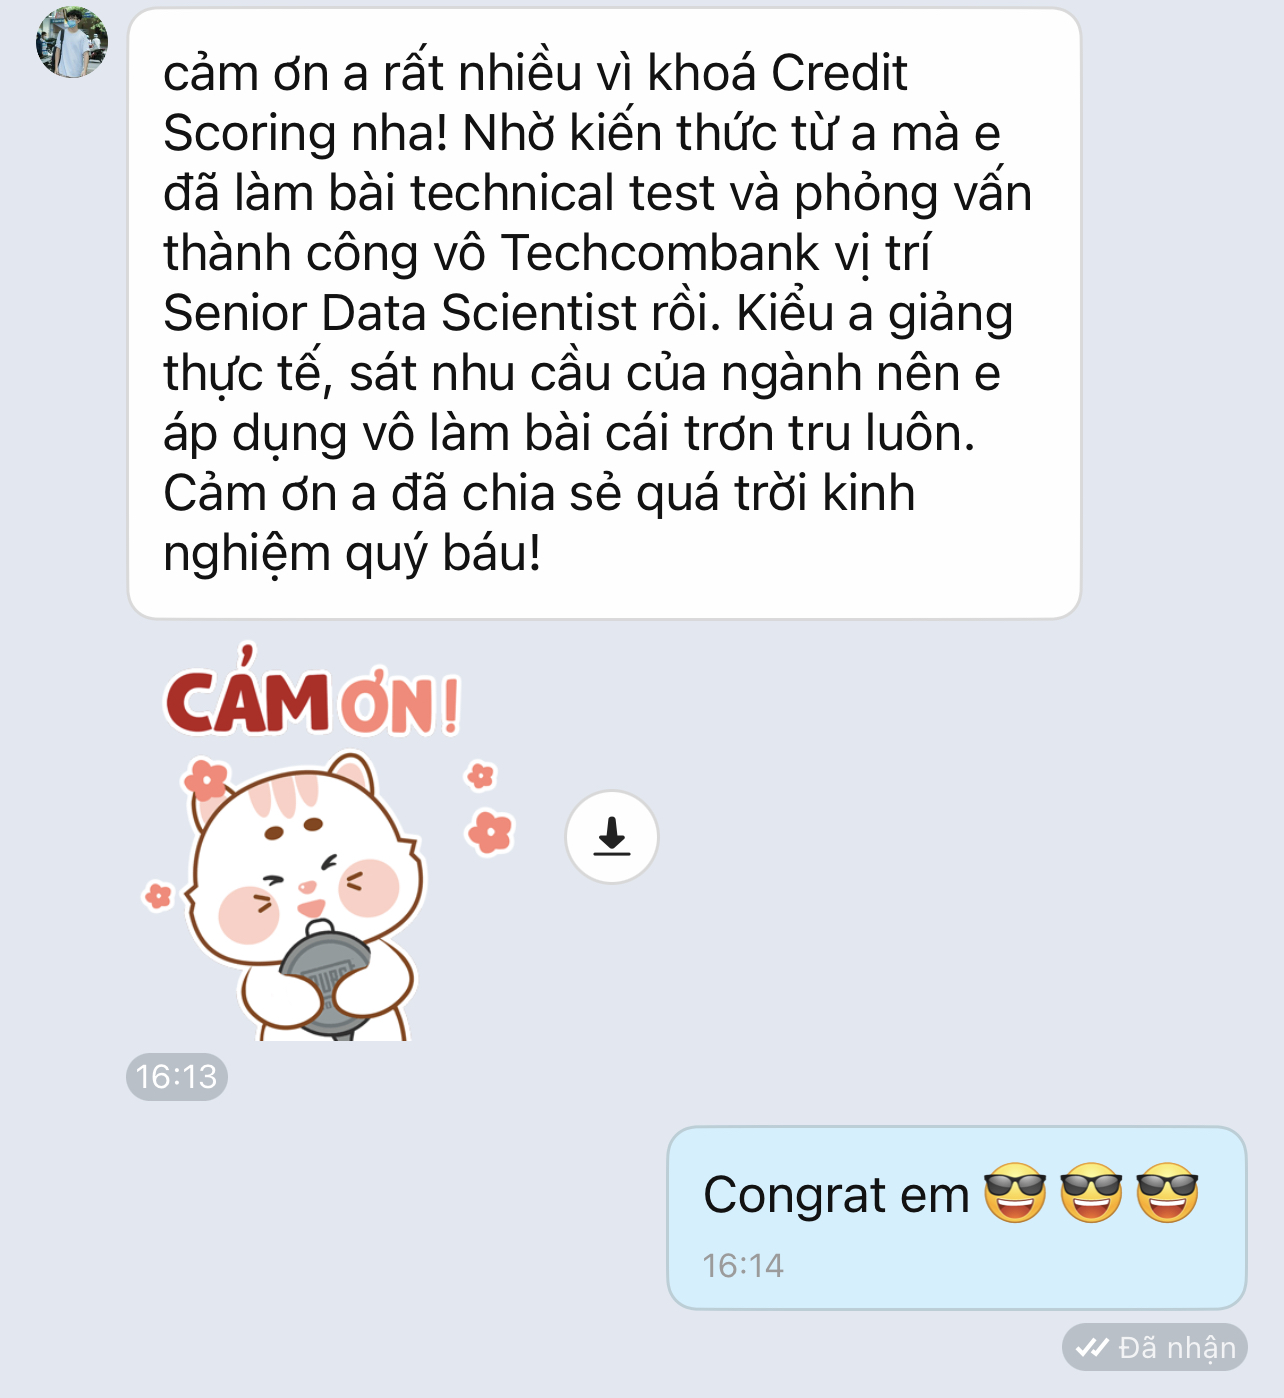 cảm ơn a rất nhiều vì khoá Credit
Scoring nha! Nhờ kiến thức từ a mà e
đã làm bài technical test và phỏng vấn
thành công vô Techcombank vị trí
Senior Data Scientist rồi. Kiểu a giảng
thực tế, sát nhu cầu của ngành nên e
áp dụng vô làm bài cái trơn tru luôn.
Cảm ơn a đã chia sẻ quá trời kinh
nghiệm quý báu!
CẢM ƠN!
16:13
Congrat em 😎😎😎
16:14
Đã nhận